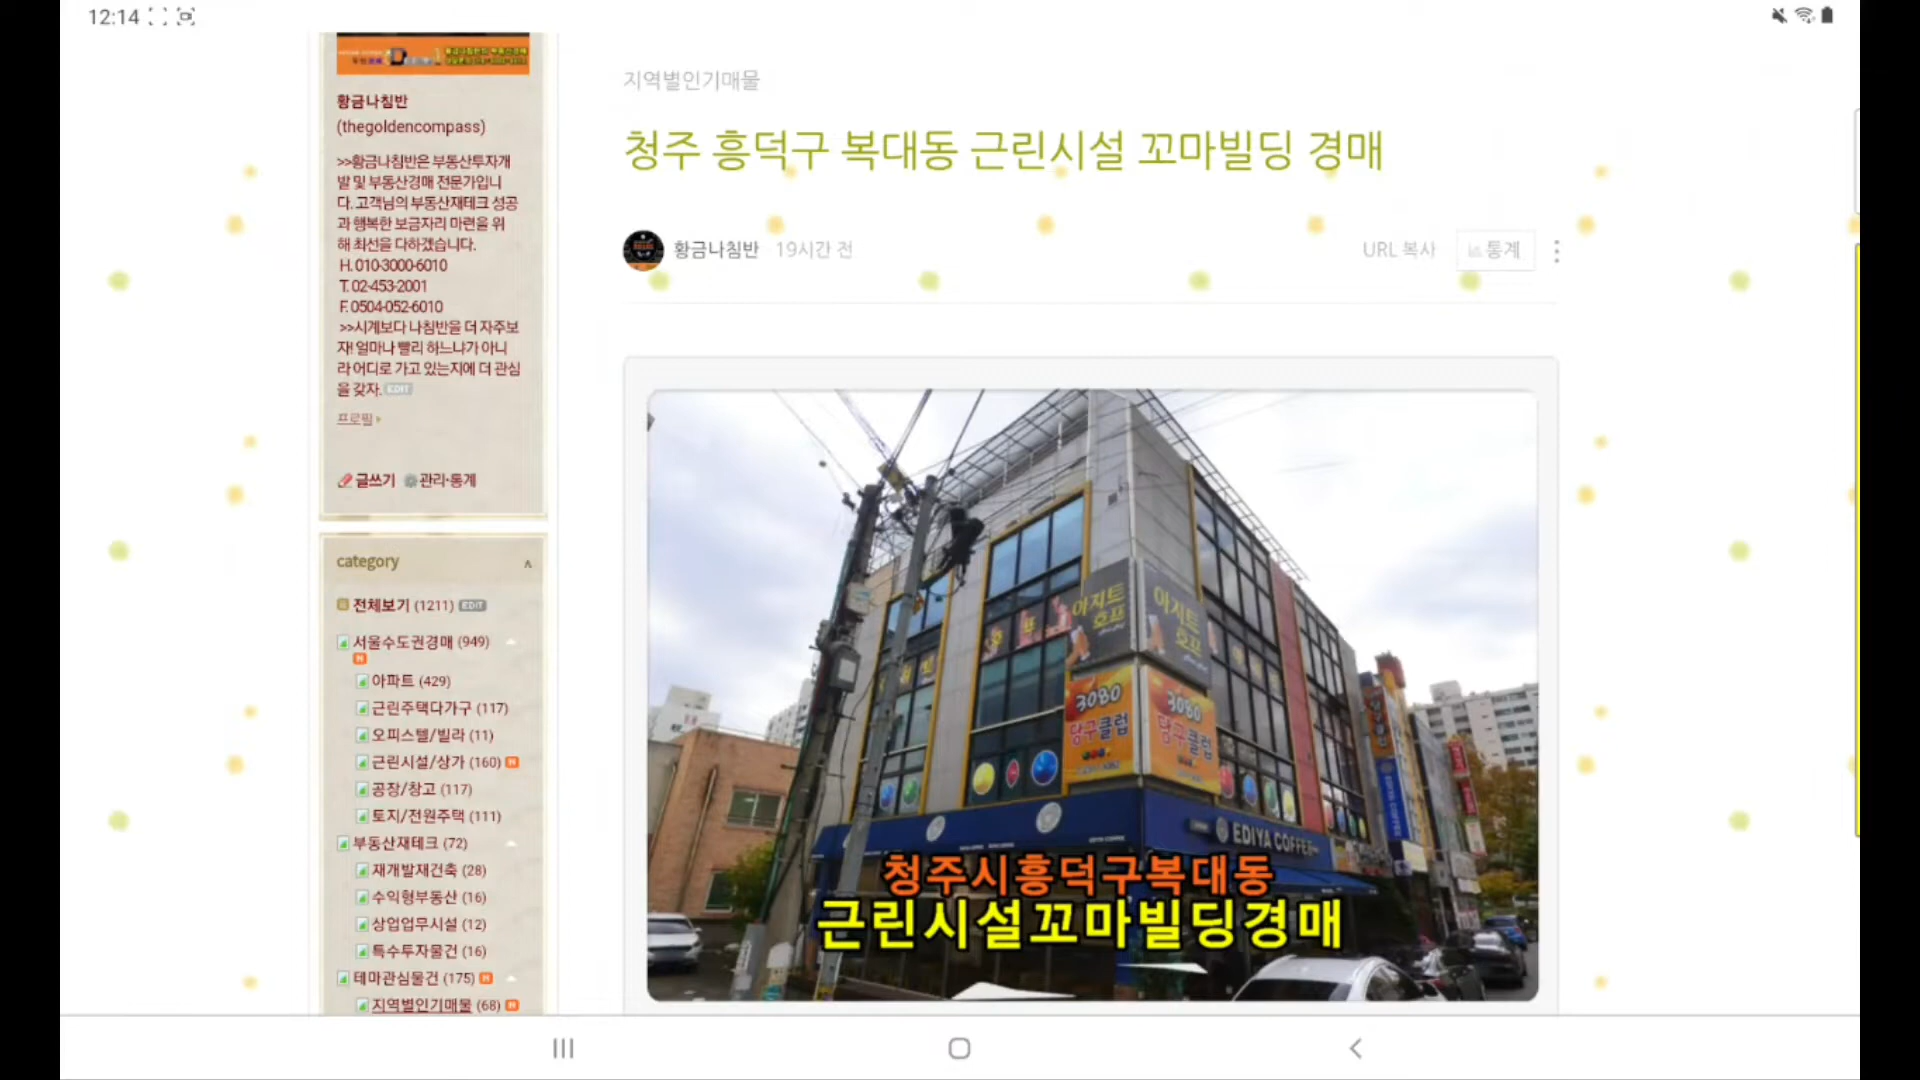 12:14
황금나침반
(thegoldencompass)
>>황금나침반은 부동산투자개
발 및 부동산경매 전문가입니
다. 고객님의 부동산재테크 성공
과 행복한 보금자리 마련을 위
해 최선을 다하겠습니다.
H. 010-3000-6010
T. 02-453-2001
F. 0504-052-6010
>>시계보다 나침반을 더 자주보
자! 얼마나 빨리 하느냐가 아니
라 어디로 가고 있는지에 더 관심
을 갖자. EDIT
프로필
글쓰기 관리·통계
category
전체보기 (1211) EDIT
서울수도권경매 (949)
N
아파트 (429)
근린주택다가구 (117)
오피스텔/빌라 (11)
근린시설/상가 (160) N
공장/창고 (117)
토지/전원주택 (111)
부동산재테크 (72)
재개발재건축 (28)
수익형부동산 (16)
상업업무시설 (12)
특수투자물건 (16)
테마관심물건 (175) N
지역별인기매물 (68) N
지역별인기매물
청주 흥덕구 복대동 근린시설 꼬마빌딩 경매
황금나침반 19시간 전
URL 복사 통계
아지트
호프
아지트
호프
3080
당구클럽
3080
당구클럽
EDIYA COFFEE
청주시흥덕구복대동
근린시설꼬마빌딩경매